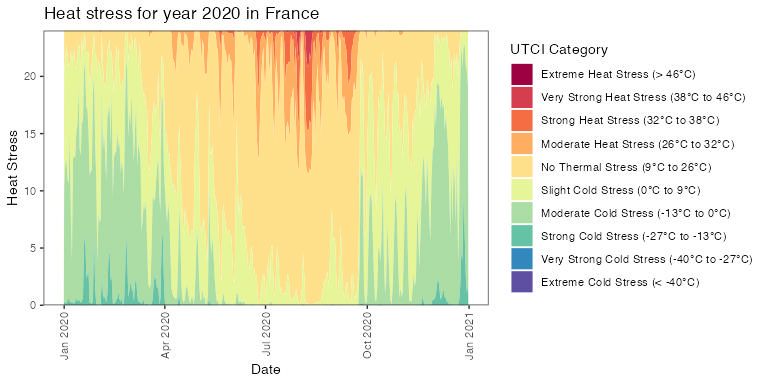 Heat stress for year 2020 in France
Heat Stress
20
15
10
5
0
Jan 2020
Apr 2020
Jul 2020
Oct 2020
Jan 2021
Date
UTCI Category
Extreme Heat Stress (> 46°C)
Very Strong Heat Stress (38°C to 46°C)
Strong Heat Stress (32°C to 38°C)
Moderate Heat Stress (26°C to 32°C)
No Thermal Stress (9°C to 26°C)
Slight Cold Stress (0°C to 9°C)
Moderate Cold Stress (-13°C to 0°C)
Strong Cold Stress (-27°C to -13°C)
Very Strong Cold Stress (-40°C to -27°C)
Extreme Cold Stress (< -40°C)